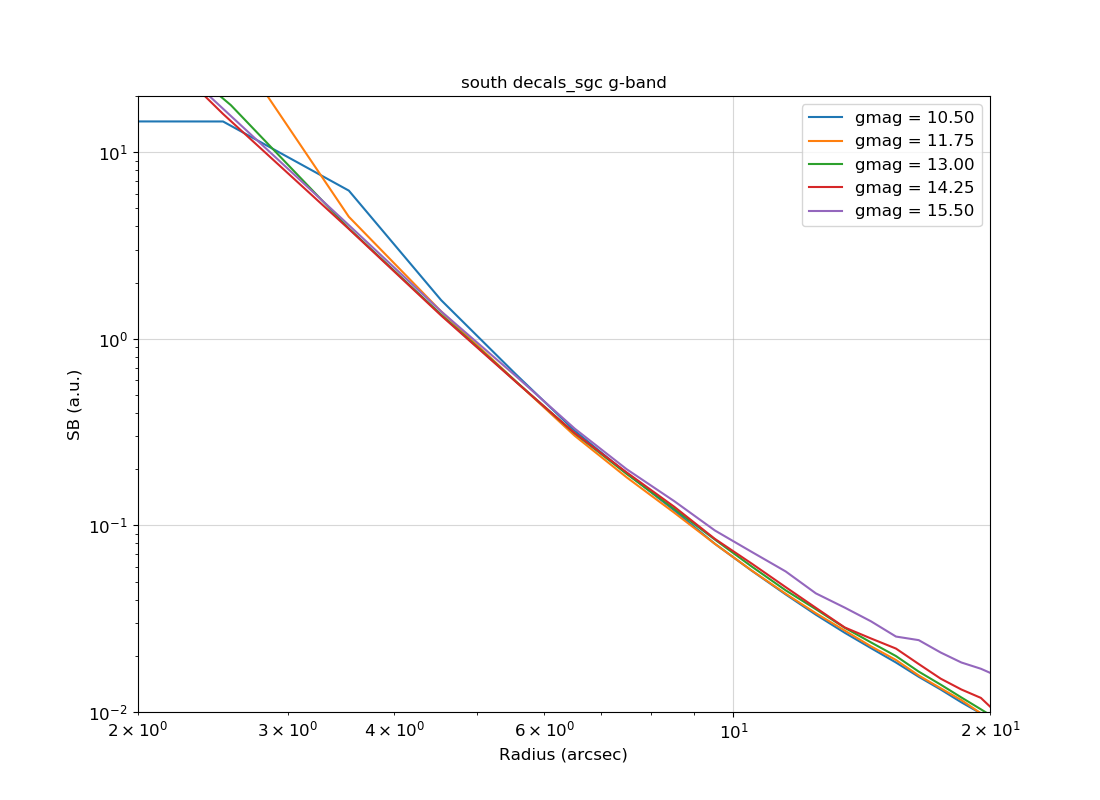 south decals_sgc g-band
gmag = 10.50
gmag = 11.75
gmag = 13.00
gmag = 14.25
gmag = 15.50
10¹
10⁰
10⁻¹
10⁻²
SB (a.u.)
2 × 10⁰
3 × 10⁰
4 × 10⁰
6 × 10⁰
10¹
2 × 10¹
Radius (arcsec)